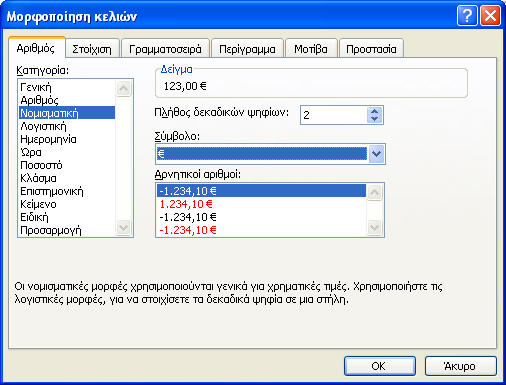 Μορφοποίηση κελιών
Αριθμός Στοίχιση Γραμματοσειρά Περίγραμμα Μοτίβα Προστασία
Κατηγορία:
Γενική
Αριθμός
Νομισματική
Λογιστική
Ημερομηνία
Ώρα
Ποσοστό
Κλάσμα
Επιστημονική
Κείμενο
Ειδική
Προσαρμογή
Δείγμα
123,00 €
Πλήθος δεκαδικών ψηφίων: 2
Σύμβολο:
€
Αρνητικοί αριθμοί:
-1.234,10 €
1.234,10 €
-1.234,10 €
-1.234,10 €
Οι νομισματικές μορφές χρησιμοποιούνται γενικά για χρηματικές τιμές. Χρησιμοποιήστε τις
λογιστικές μορφές, για να στοιχίσετε τα δεκαδικά ψηφία σε μια στήλη.
OK Άκυρο